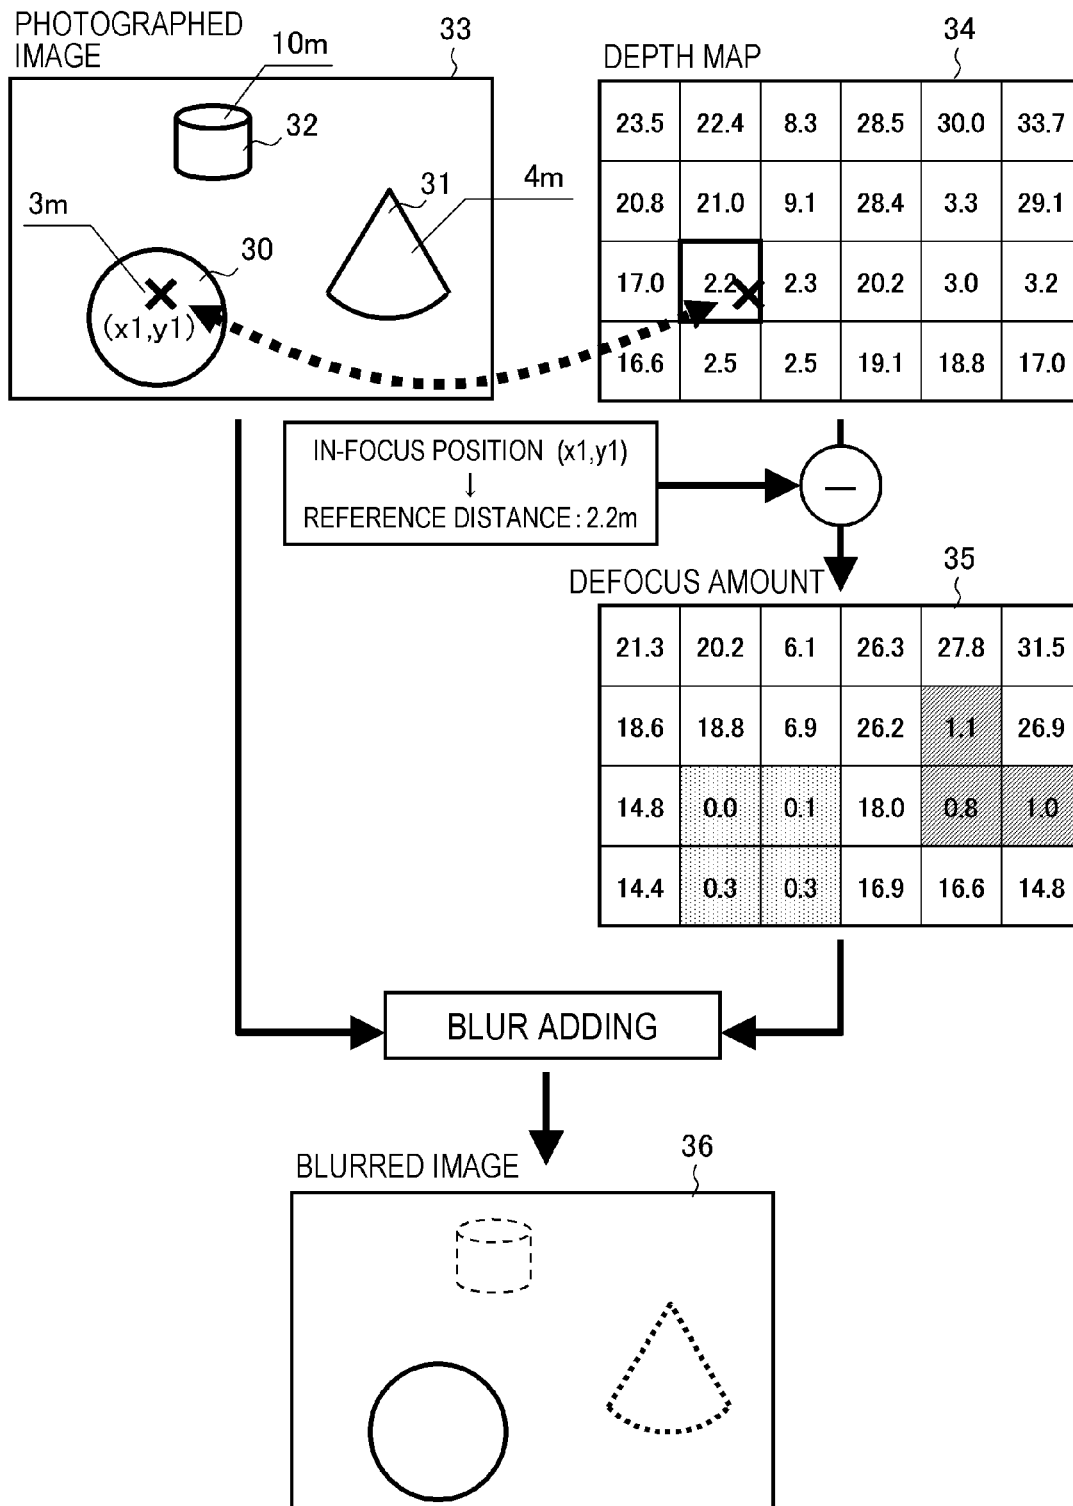 PHOTOGRAPHED
IMAGE
33
10m
32
31
4m
3m
30
(x1,y1)
DEPTH MAP
34
23.5 22.4 8.3 28.5 30.0 33.7
20.8 21.0 9.1 28.4 3.3 29.1
17.0 2.2 2.3 20.2 3.0 3.2
16.6 2.5 2.5 19.1 18.8 17.0
IN-FOCUS POSITION (x1,y1)
↓
REFERENCE DISTANCE : 2.2m
−
DEFOCUS AMOUNT
35
21.3 20.2 6.1 26.3 27.8 31.5
18.6 18.8 6.9 26.2 1.1 26.9
14.8 0.0 0.1 18.0 0.8 1.0
14.4 0.3 0.3 16.9 16.6 14.8
BLUR ADDING
BLURRED IMAGE
36